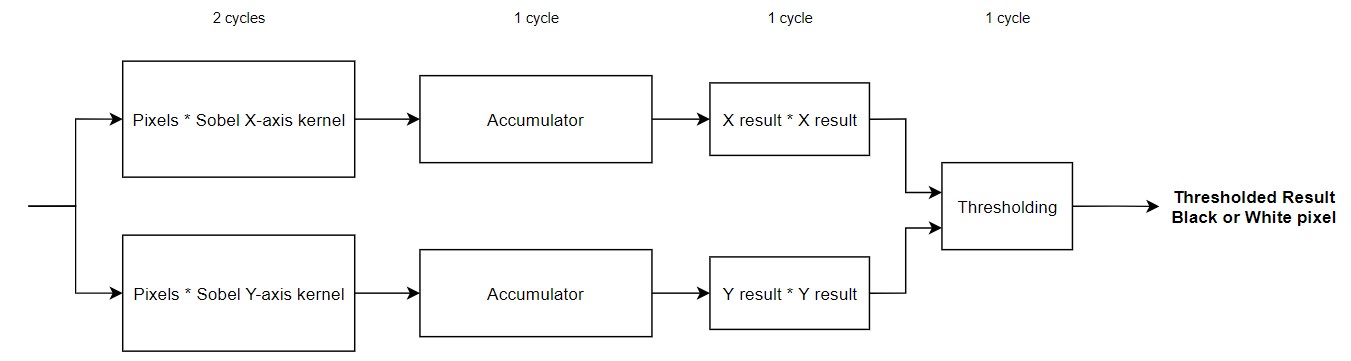 2 cycles
1 cycle
1 cycle
1 cycle
Pixels * Sobel X-axis kernel
Accumulator
X result * X result
Thresholding
Thresholded Result
Black or White pixel
Pixels * Sobel Y-axis kernel
Accumulator
Y result * Y result